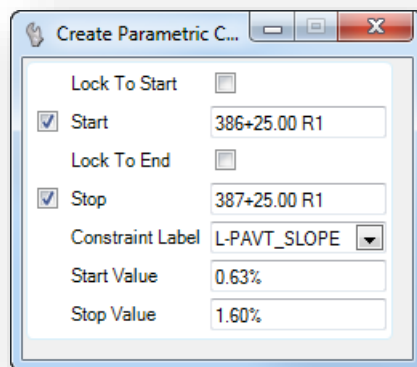 Create Parametric C...
Lock To Start
Start 386+25.00 R1
Lock To End
Stop 387+25.00 R1
Constraint Label L-PAVT_SLOPE
Start Value 0.63%
Stop Value 1.60%